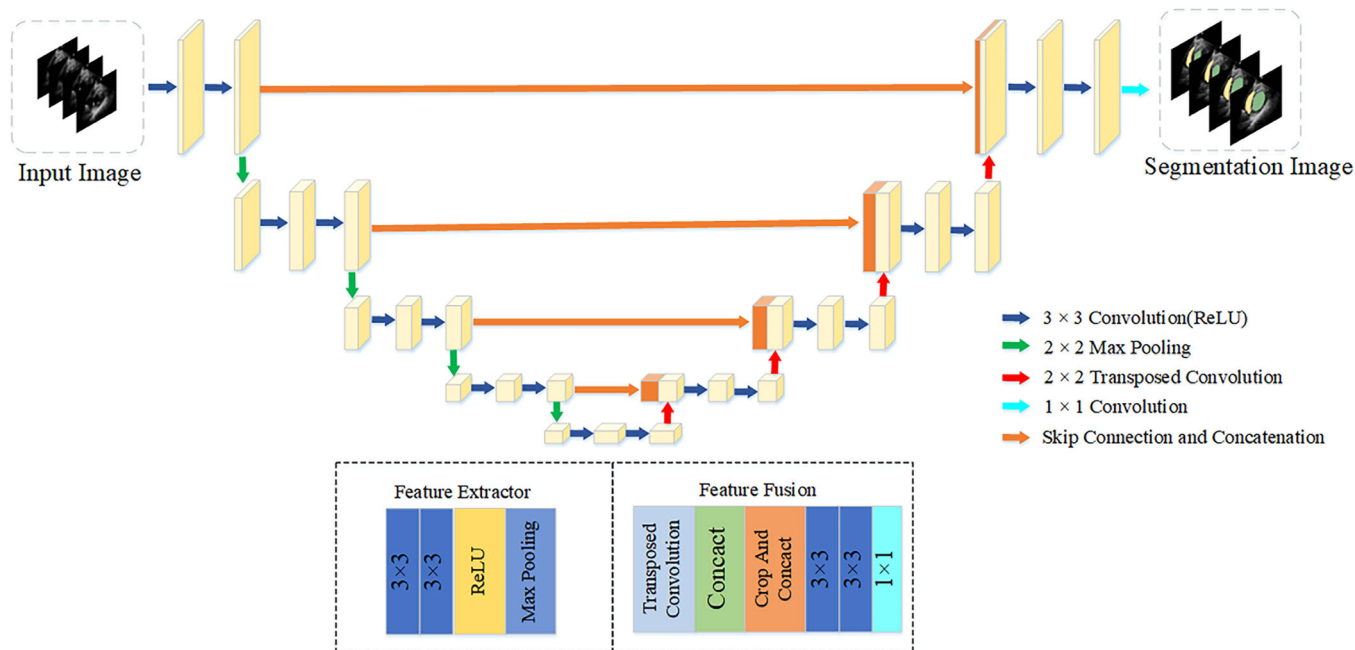 Input Image
Segmentation Image
3 × 3 Convolution(ReLU)
2 × 2 Max Pooling
2 × 2 Transposed Convolution
1 × 1 Convolution
Skip Connection and Concatenation
Feature Extractor
3×3
3×3
ReLU
Max Pooling
Feature Fusion
Transposed
Convolution
Concact
Crop And
Concact
3×3
3×3
1×1